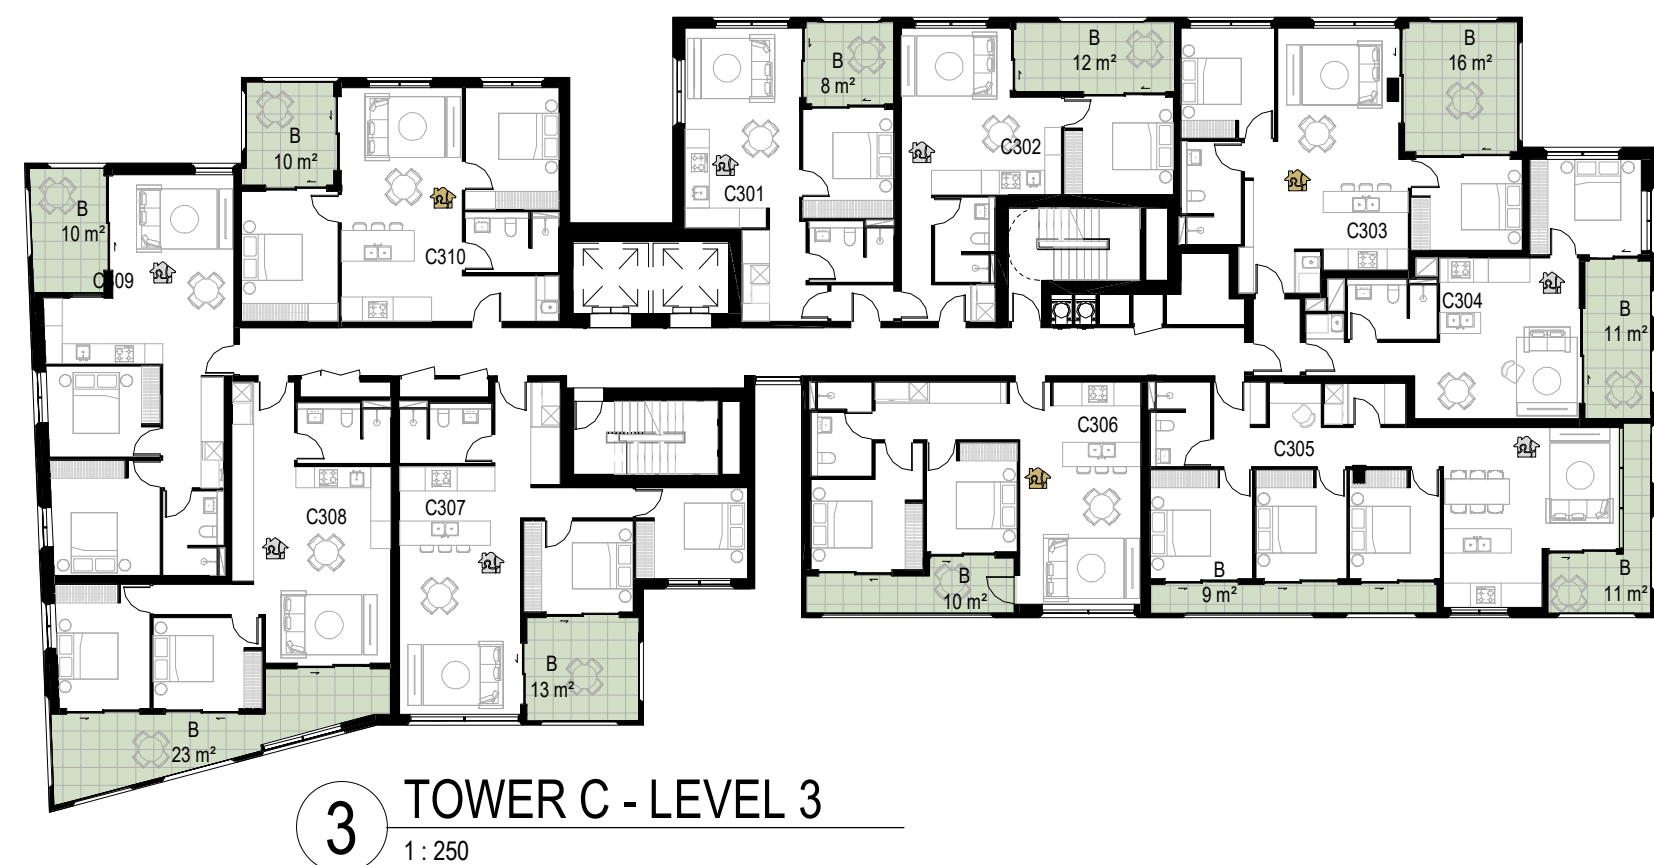 B
8 m²
B
12 m²
B
16 m²
B
10 m²
C301
C302
C303
B
10 m²
C309
C310
C304
B
11 m²
C308
C307
C306
C305
B
10 m²
B
9 m²
B
11 m²
B
13 m²
B
23 m²
3
TOWER C - LEVEL 3
1 : 250